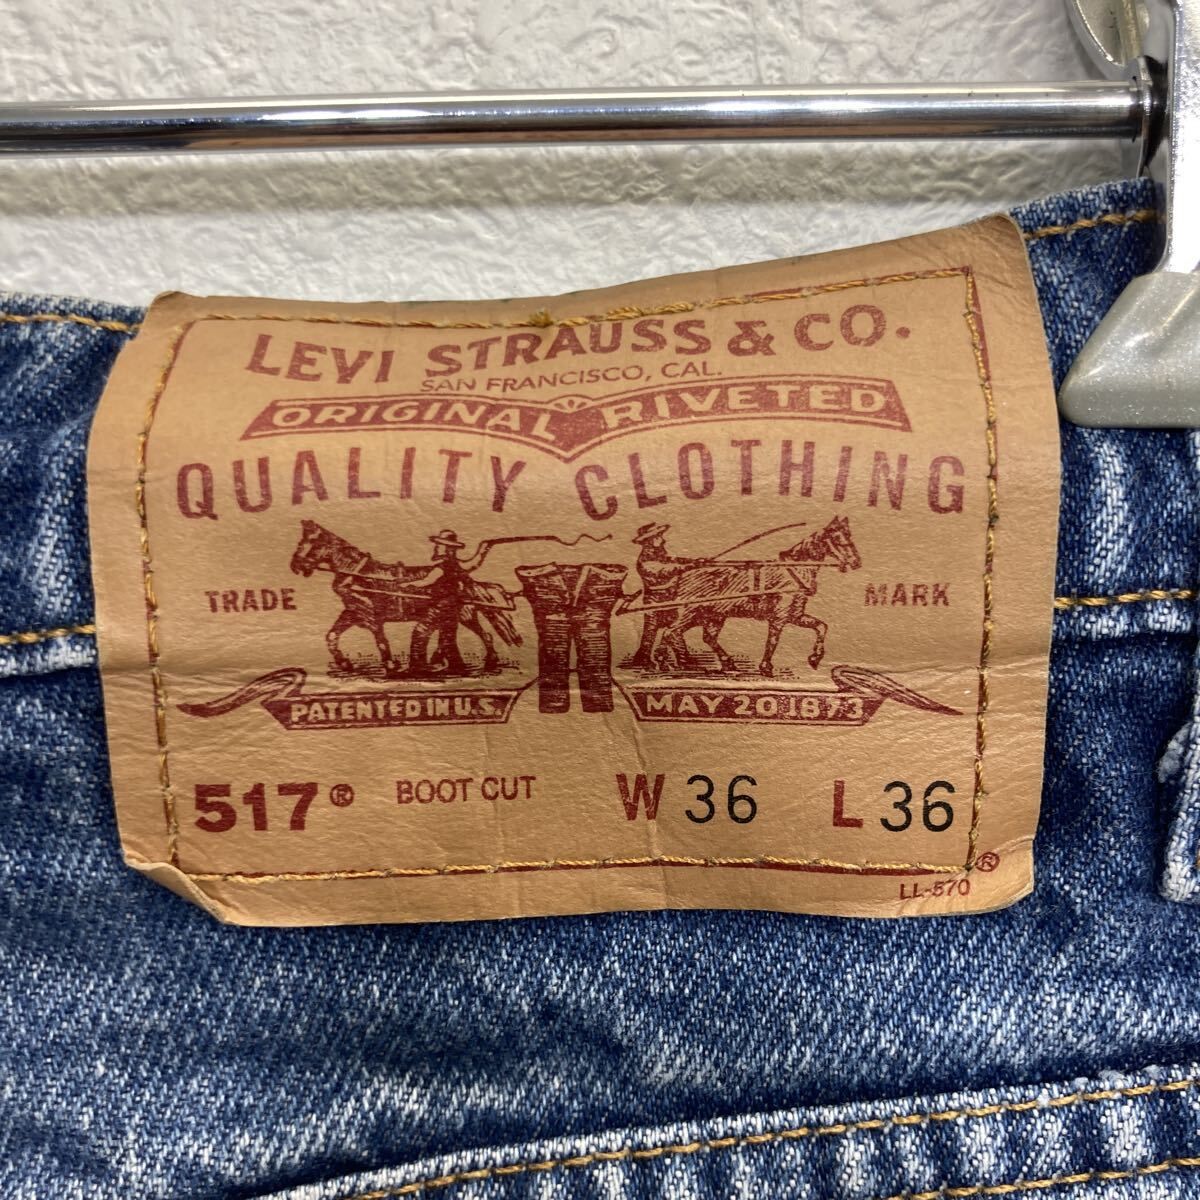 LEVI STRAUSS & CO.
SAN FRANCISCO, CAL.
ORIGINAL RIVETED
QUALITY CLOTHING
TRADE MARK
PATENTED IN U.S. MAY 20 1873
517® BOOT CUT W 36 L 36
®
LL-570